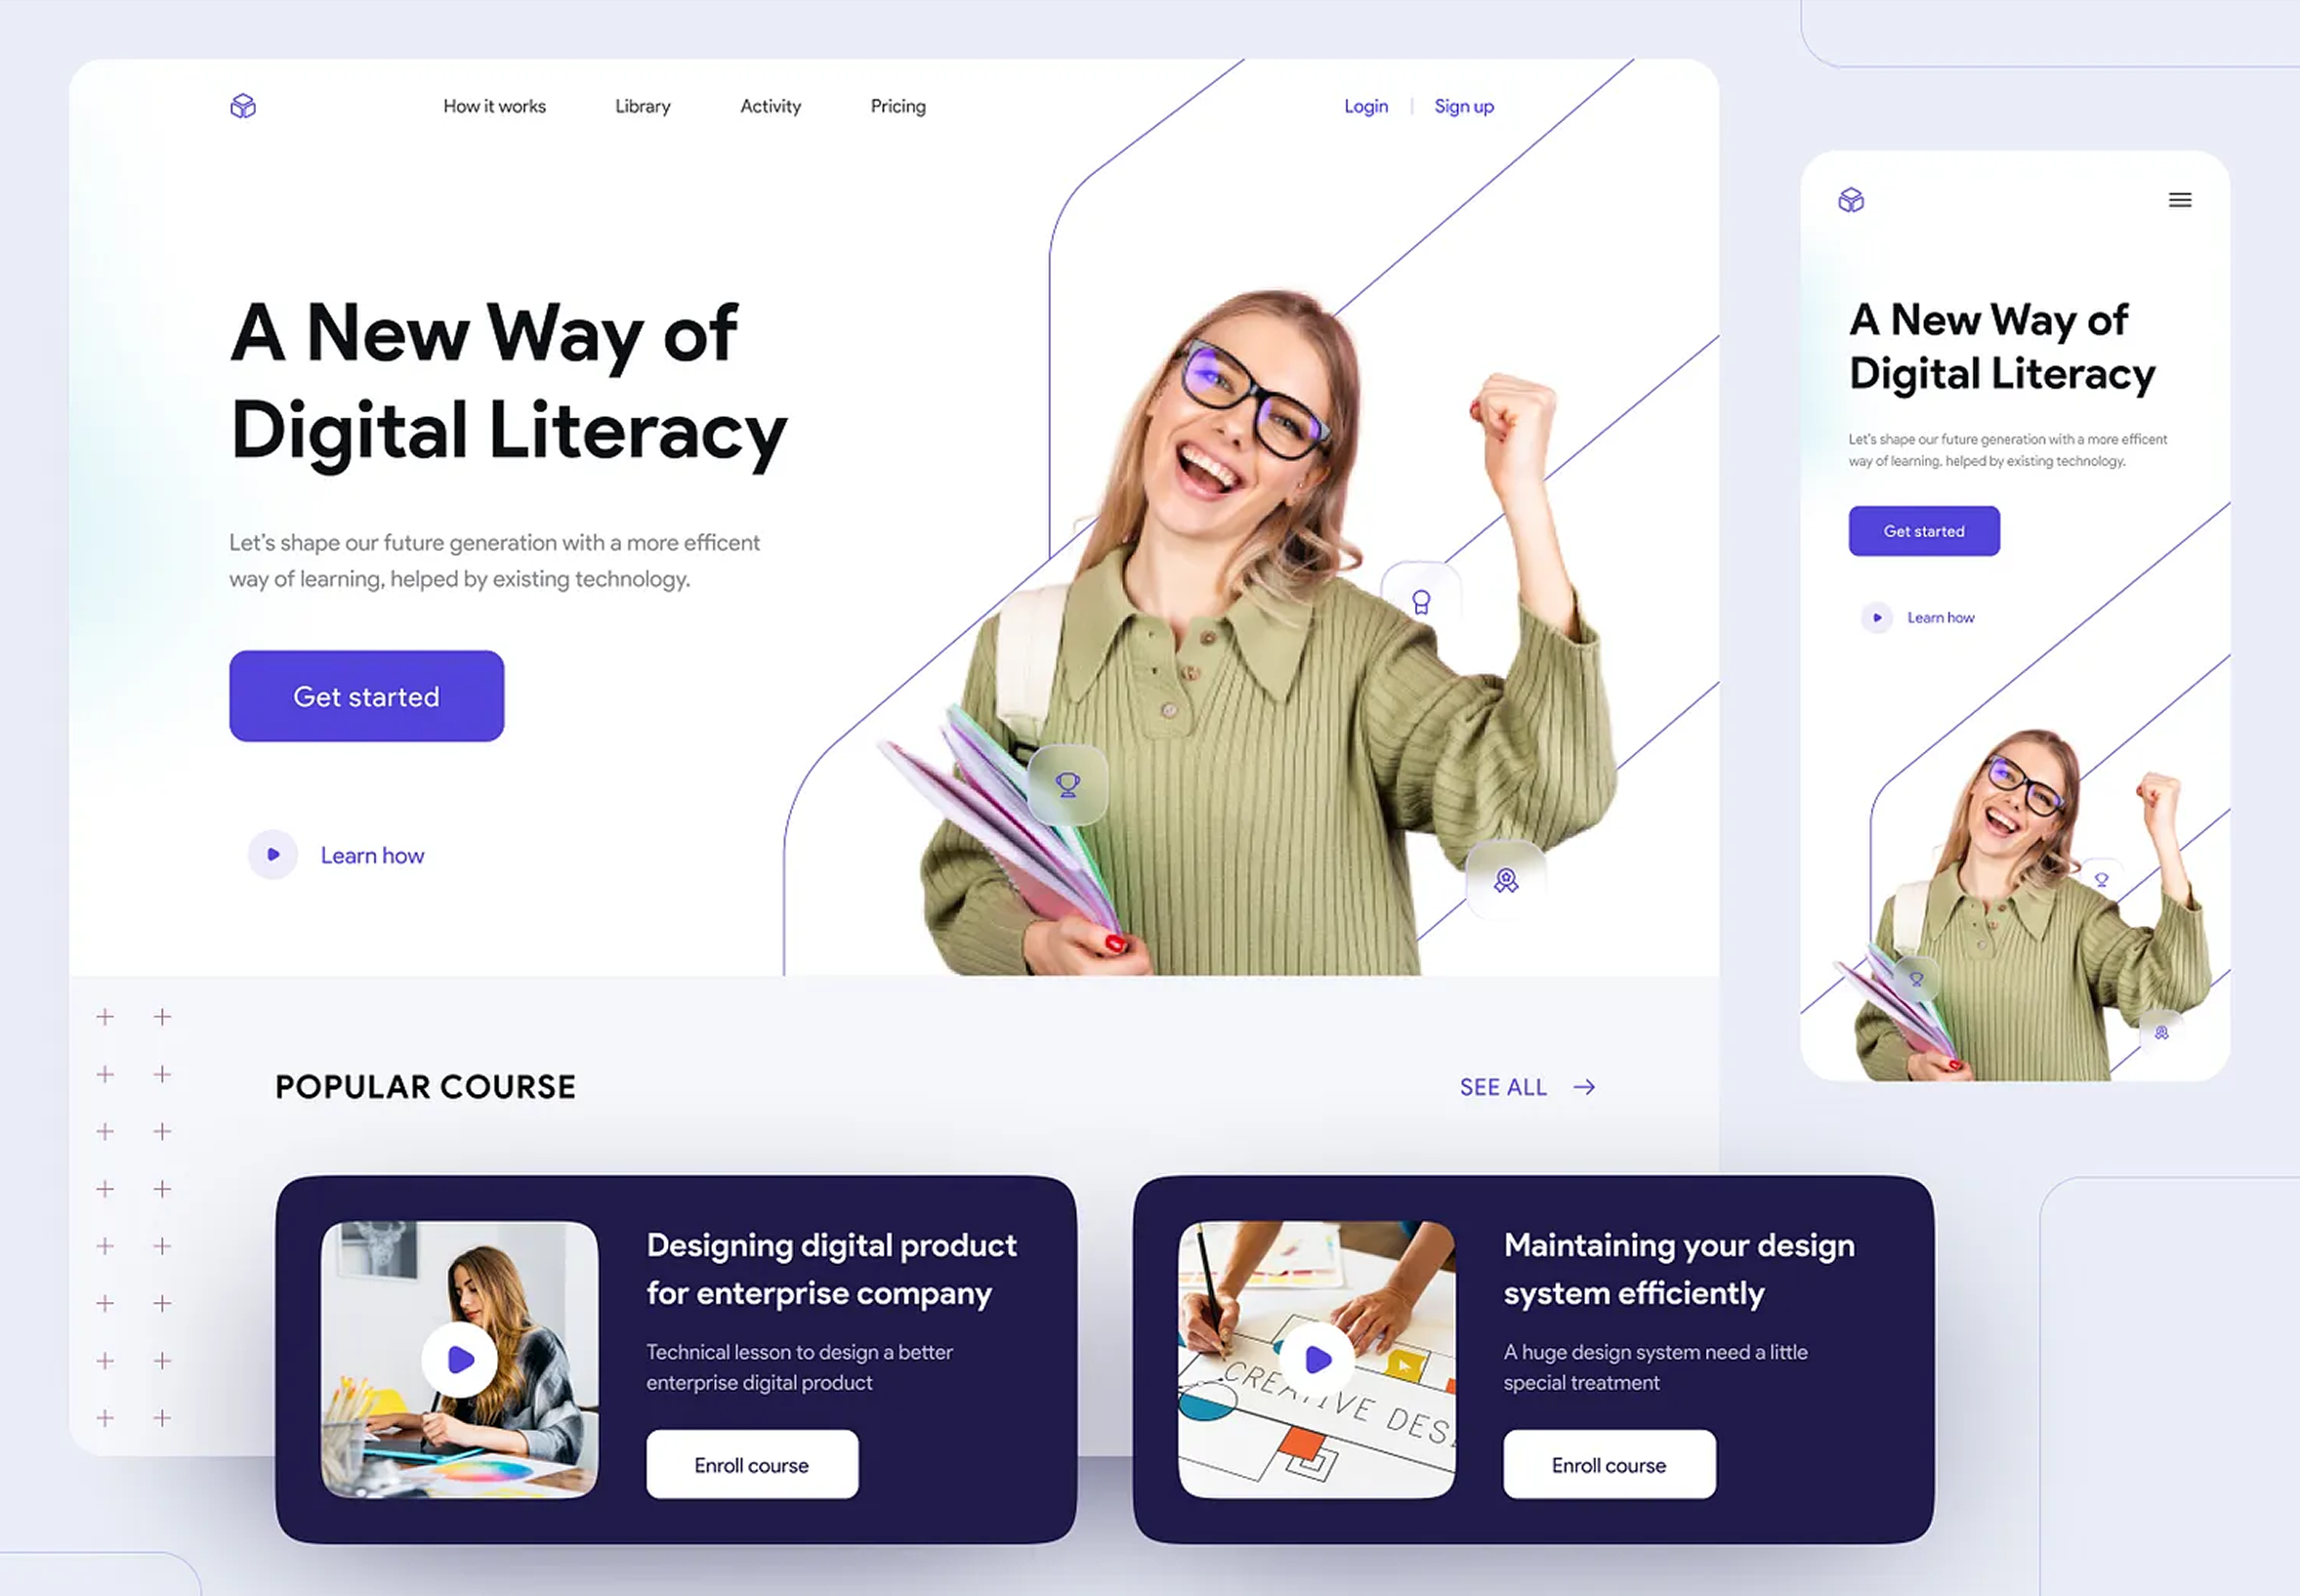 How it works
Library
Activity
Pricing
Login
Sign up
A New Way of
Digital Literacy
Let's shape our future generation with a more efficent
way of learning, helped by existing technology.
Get started
Learn how
A New Way of
Digital Literacy
Let's shape our future generation with a more efficent
way of learning, helped by existing technology.
Get started
Learn how
POPULAR COURSE
SEE ALL
Designing digital product
for enterprise company
Technical lesson to design a better
enterprise digital product
Enroll course
CREATIVE DES
Maintaining your design
system efficiently
A huge design system need a little
special treatment
Enroll course